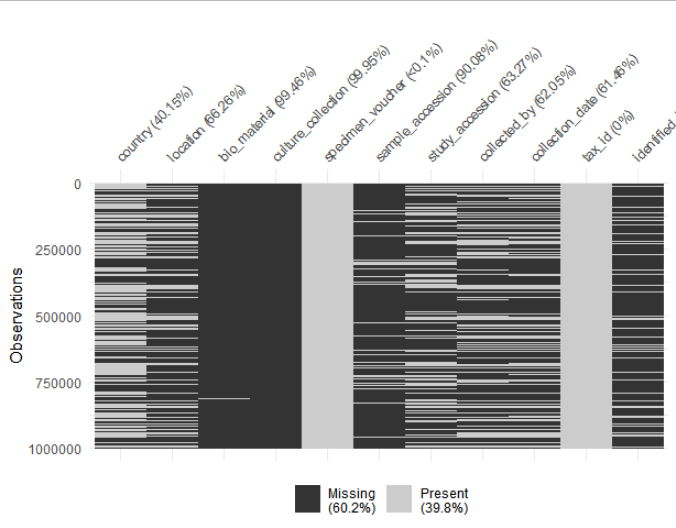 country (40.15%)
location (66.26%)
bio_material (99.46%)
culture_collection (99.95%)
specimen_voucher (<0.1%)
sample_accession (90.08%)
study_accession (63.27%)
collected_by (62.05%)
collection_date (61.46%)
tax_id (0%)
identified_
Observations
0
250000
500000
750000
1000000
Missing
(60.2%)
Present
(39.8%)